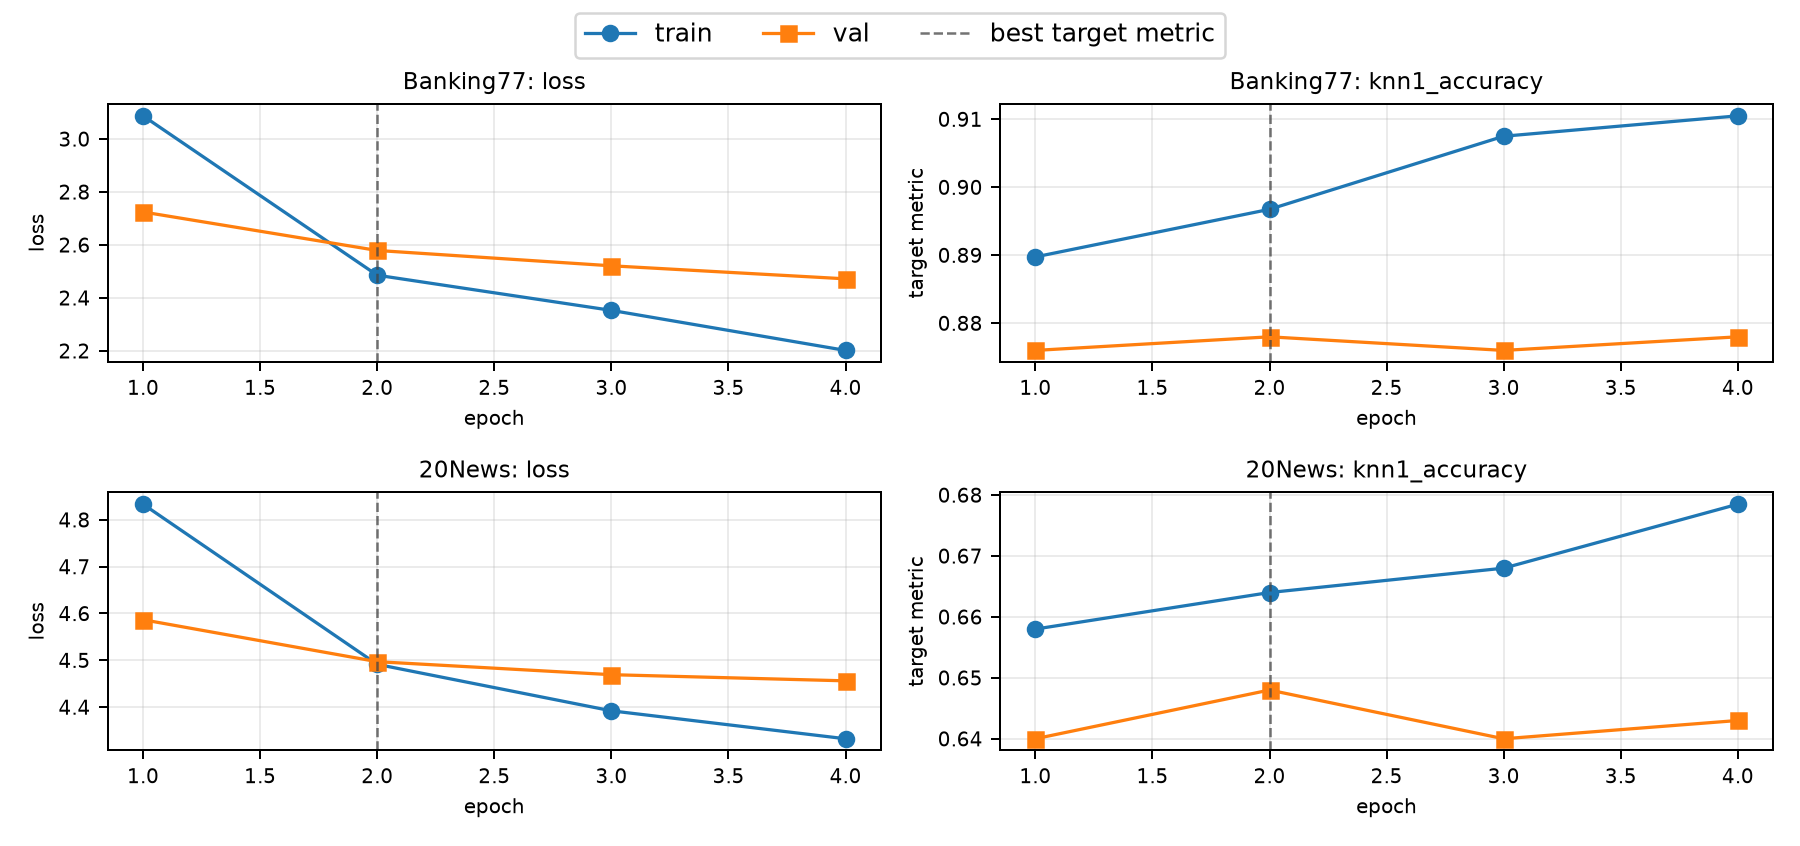 train val best target metric
Banking77: loss
loss
3.0
2.8
2.6
2.4
2.2
1.0 1.5 2.0 2.5 3.0 3.5 4.0
epoch
Banking77: knn1_accuracy
target metric
0.91
0.90
0.89
0.88
1.0 1.5 2.0 2.5 3.0 3.5 4.0
epoch
20News: loss
loss
4.8
4.7
4.6
4.5
4.4
1.0 1.5 2.0 2.5 3.0 3.5 4.0
epoch
20News: knn1_accuracy
target metric
0.68
0.67
0.66
0.65
0.64
1.0 1.5 2.0 2.5 3.0 3.5 4.0
epoch